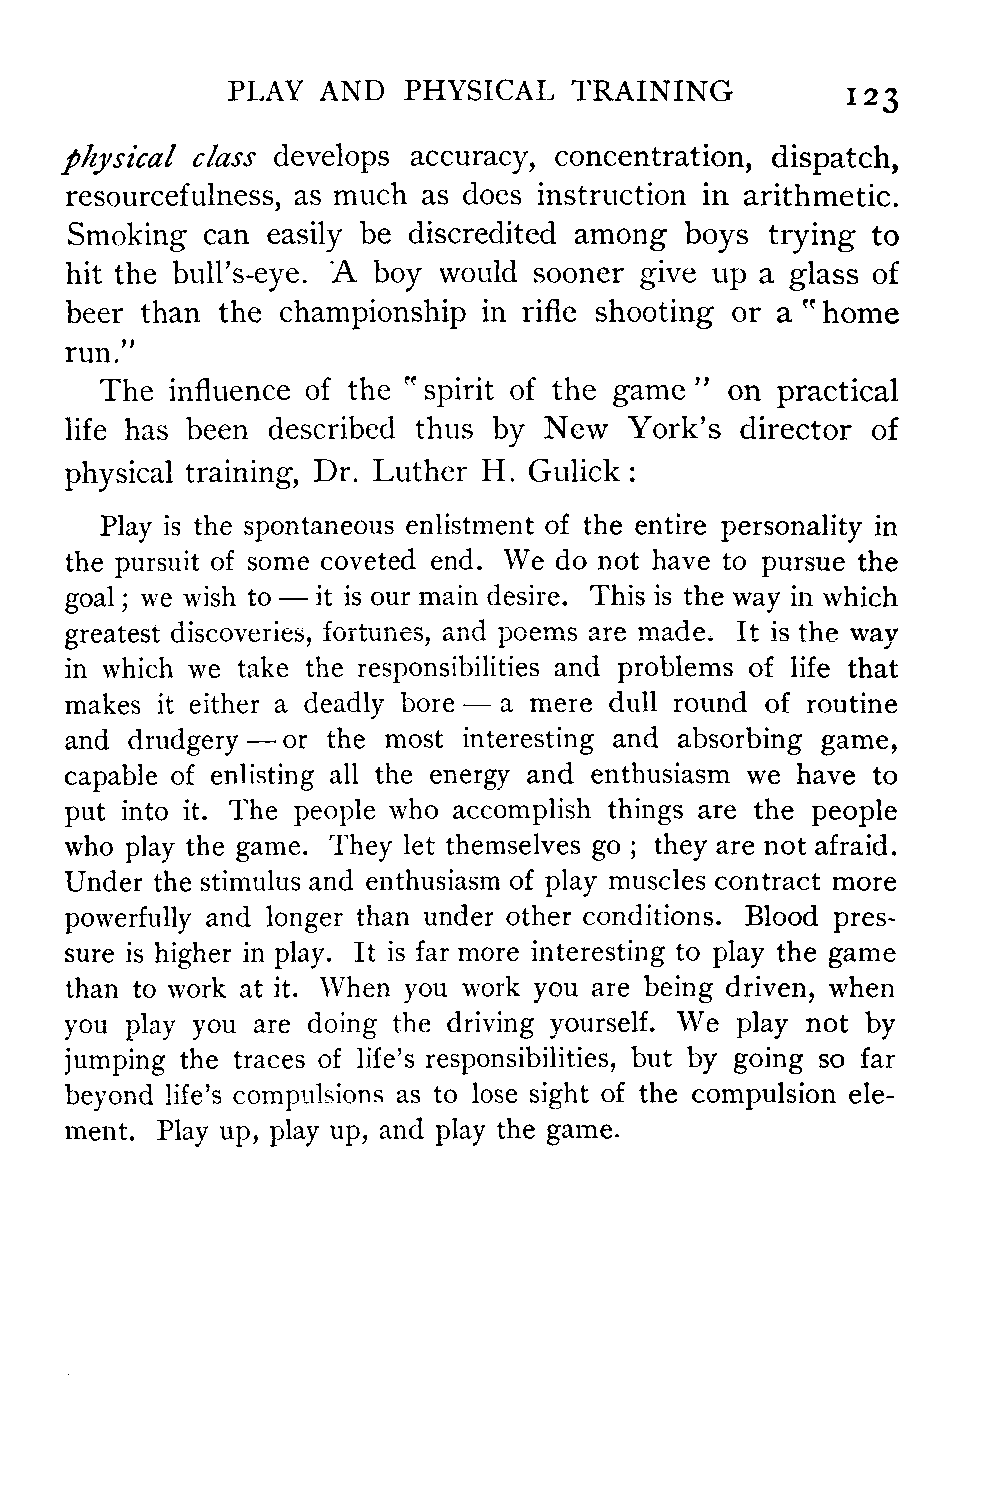 PLAY AND PHYSICAL TRAINING 123
physical class develops accuracy, concentration, dispatch,
resourcefulness, as much as does instruction in arithmetic.
Smoking can easily be discredited among boys trying to
hit the bull's-eye. A boy would sooner give up a glass of
beer than the championship in rifle shooting or a "home
run."
The influence of the "spirit of the game" on practical
life has been described thus by New York's director of
physical training, Dr. Luther H. Gulick:
Play is the spontaneous enlistment of the entire personality in
the pursuit of some coveted end. We do not have to pursue the
goal; we wish to — it is our main desire. This is the way in which
greatest discoveries, fortunes, and poems are made. It is the way
in which we take the responsibilities and problems of life that
makes it either a deadly bore — a mere dull round of routine
and drudgery — or the most interesting and absorbing game,
capable of enlisting all the energy and enthusiasm we have to
put into it. The people who accomplish things are the people
who play the game. They let themselves go; they are not afraid.
Under the stimulus and enthusiasm of play muscles contract more
powerfully and longer than under other conditions. Blood pres-
sure is higher in play. It is far more interesting to play the game
than to work at it. When you work you are being driven, when
you play you are doing the driving yourself. We play not by
jumping the traces of life's responsibilities, but by going so far
beyond life's compulsions as to lose sight of the compulsion ele-
ment. Play up, play up, and play the game.